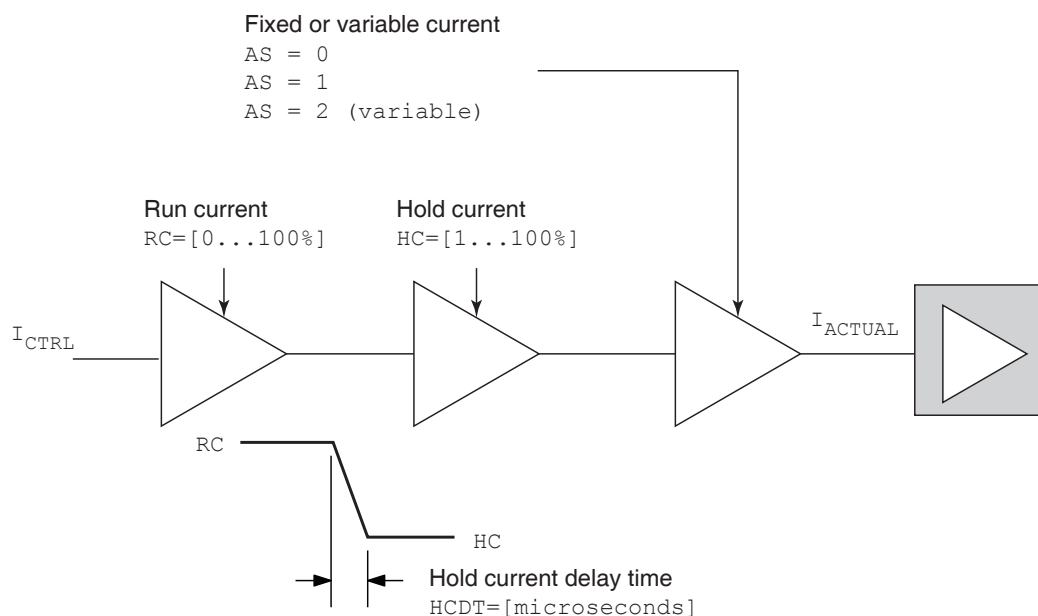 Fixed or variable current
AS = 0
AS = 1
AS = 2 (variable)
Run current
RC=[0...100%]
Hold current
HC=[1...100%]
I_CTRL
I_ACTUAL
RC
HC
Hold current delay time
HCDT=[microseconds]